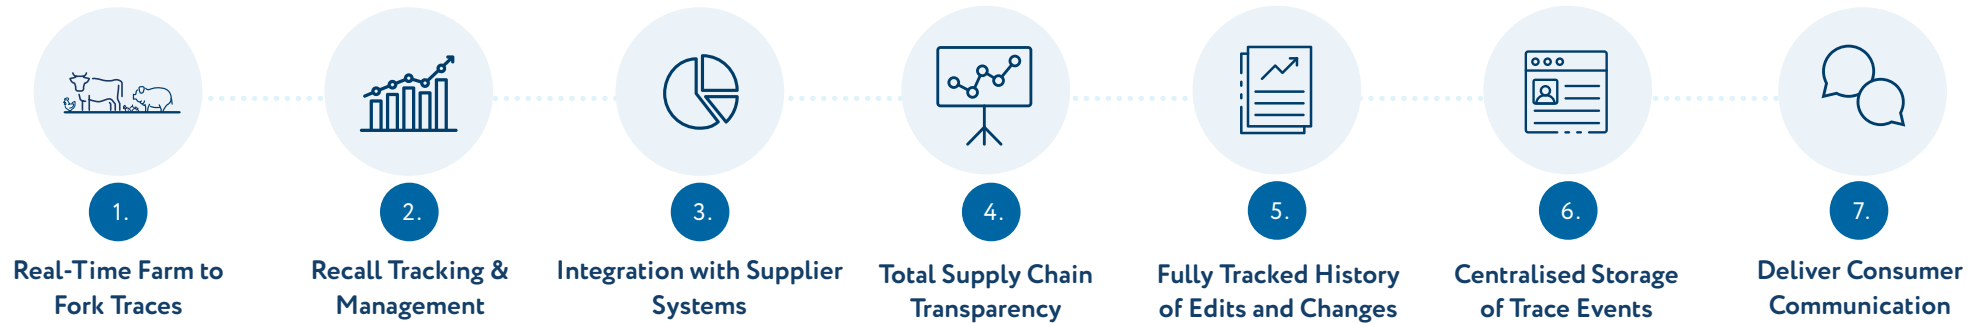 1.
Real-Time Farm to
Fork Traces
2.
Recall Tracking &
Management
3.
Integration with Supplier
Systems
4.
Total Supply Chain
Transparency
5.
Fully Tracked History
of Edits and Changes
6.
Centralised Storage
of Trace Events
7.
Deliver Consumer
Communication